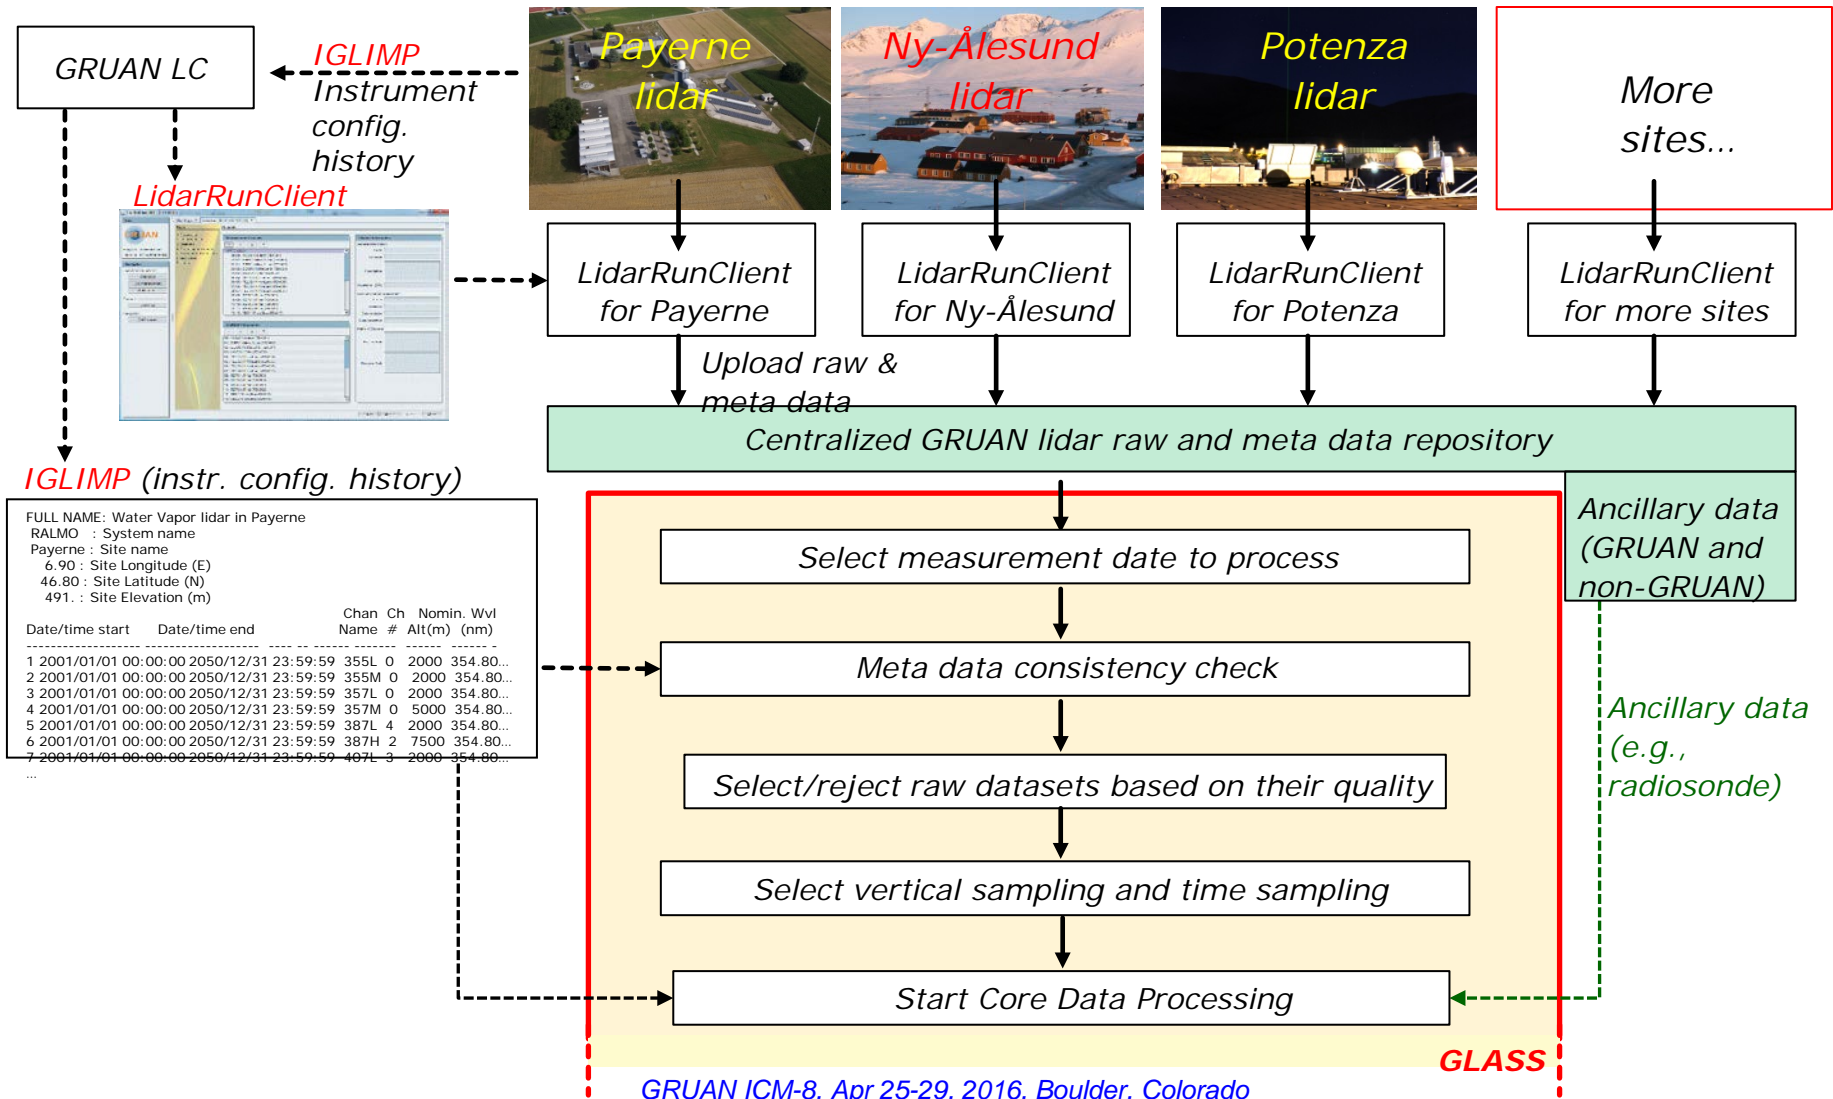 GRUAN LC
IGLIMP
Instrument
config.
history
Payerne
lidar
Ny-Ålesund
lidar
Potenza
lidar
More
sites...
LidarRunClient
LidarRunClient
for Payerne
LidarRunClient
for Ny-Ålesund
LidarRunClient
for Potenza
LidarRunClient
for more sites
Upload raw &
meta data
Centralized GRUAN lidar raw and meta data repository
Ancillary data
(GRUAN and
non-GRUAN)
IGLIMP (instr. config. history)
FULL NAME: Water Vapor lidar in Payerne
RALMO : System name
Payerne : Site name
6.90 : Site Longitude (E)
46.80 : Site Latitude (N)
491. : Site Elevation (m)
Chan Ch Nomin. Wvl
Date/time start Date/time end Name # Alt(m) (nm)
------------------- ------------------- ---- -- ------ ------- ------ ------ -
1 2001/01/01 00:00:00 2050/12/31 23:59:59 355L 0 2000 354.80...
2 2001/01/01 00:00:00 2050/12/31 23:59:59 355M 0 2000 354.80...
3 2001/01/01 00:00:00 2050/12/31 23:59:59 357L 0 2000 354.80...
4 2001/01/01 00:00:00 2050/12/31 23:59:59 357M 0 5000 354.80...
5 2001/01/01 00:00:00 2050/12/31 23:59:59 387L 4 2000 354.80...
6 2001/01/01 00:00:00 2050/12/31 23:59:59 387H 2 7500 354.80...
7 2001/01/01 00:00:00 2050/12/31 23:59:59 407L 3 2000 354.80...
...
Select measurement date to process
Meta data consistency check
Select/reject raw datasets based on their quality
Select vertical sampling and time sampling
Start Core Data Processing
Ancillary data
(e.g.,
radiosonde)
GLASS
GRUAN ICM-8, Apr 25-29, 2016, Boulder, Colorado